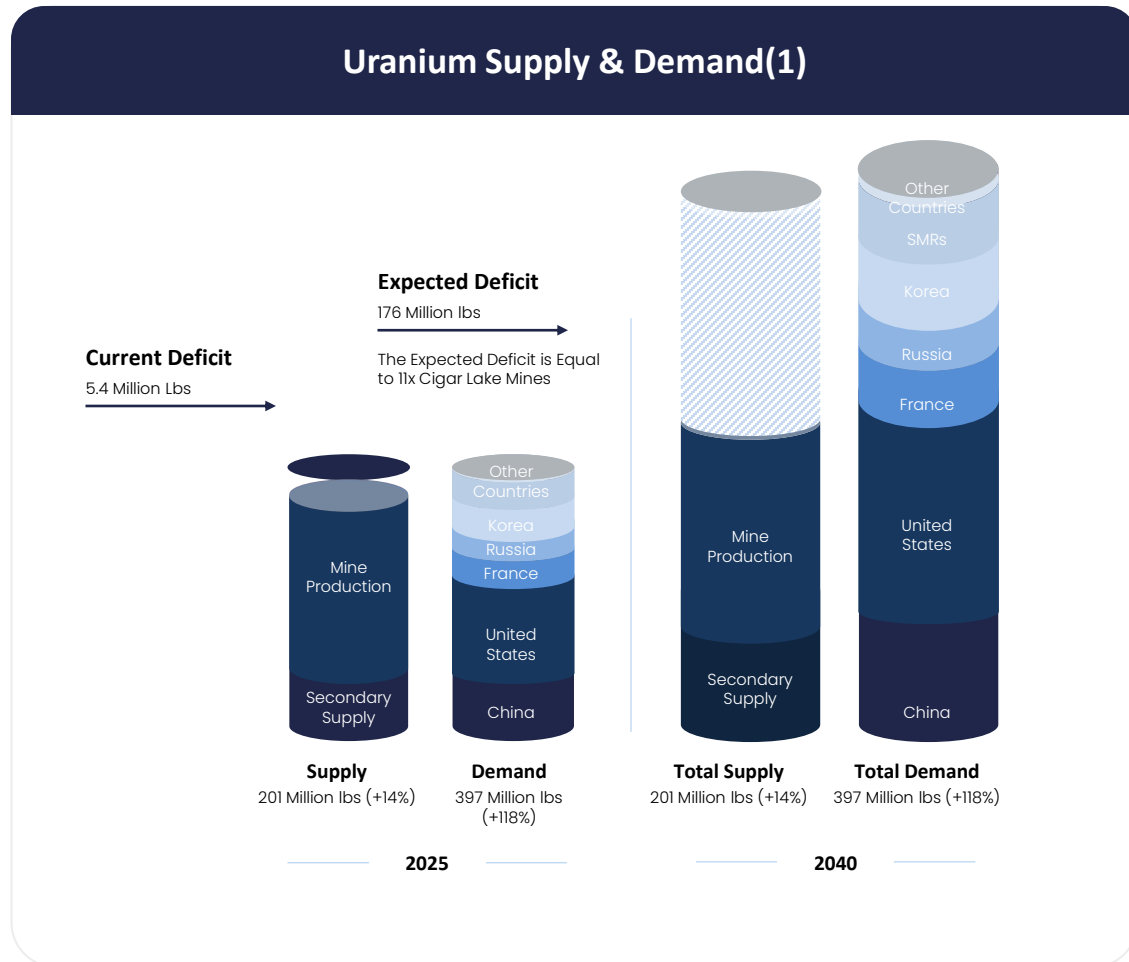 Uranium Supply & Demand(1)
Expected Deficit
176 Million lbs
The Expected Deficit is Equal
to 11x Cigar Lake Mines
Current Deficit
5.4 Million Lbs
Mine
Production
Secondary
Supply
Other
Countries
Korea
Russia
France
United
States
China
Mine
Production
Secondary
Supply
Other
Countries
SMRs
Korea
Russia
France
United
States
China
Supply
201 Million lbs (+14%)
Demand
397 Million lbs
(+118%)
Total Supply
201 Million lbs (+14%)
Total Demand
397 Million lbs (+118%)
2025
2040